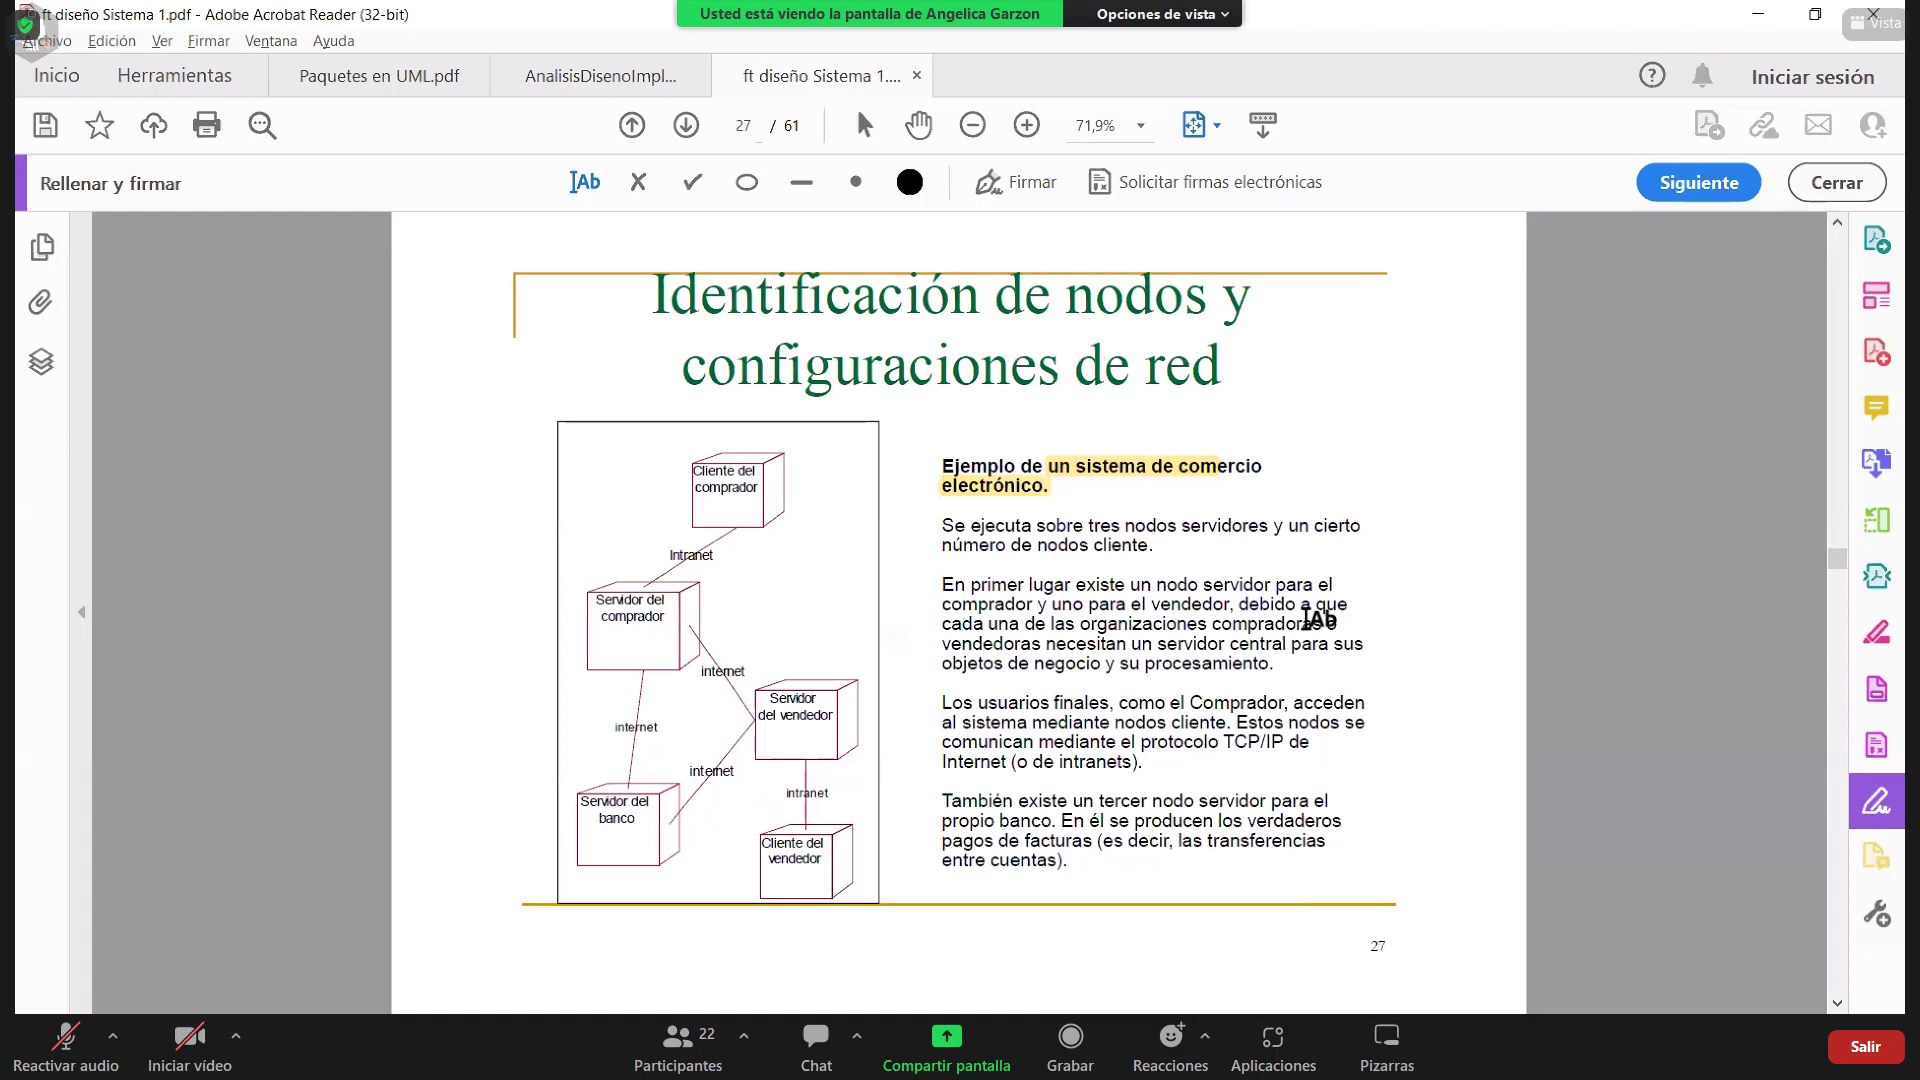 ft diseño Sistema 1.pdf - Adobe Acrobat Reader (32-bit)
Usted está viendo la pantalla de Angelica Garzon
Opciones de vista
Vista
Archivo Edición Ver Firmar Ventana Ayuda
Inicio Herramientas Paquetes en UML.pdf AnalisisDisenoImpl... ft diseño Sistema 1.... Iniciar sesión
27 / 61 71,9%
Rellenar y firmar
Ab
Firmar Solicitar firmas electrónicas Siguiente Cerrar
Identificación de nodos y
configuraciones de red
Cliente del
comprador
Intranet
Servidor del
comprador
internet
Servidor
del vendedor
internet
internet
intranet
Servidor del
banco
Cliente del
vendedor
Ejemplo de un sistema de comercio
electrónico.
Se ejecuta sobre tres nodos servidores y un cierto
número de nodos cliente.
En primer lugar existe un nodo servidor para el
comprador y uno para el vendedor, debido a que
cada una de las organizaciones compradoras o
vendedoras necesitan un servidor central para sus
objetos de negocio y su procesamiento.
Los usuarios finales, como el Comprador, acceden
al sistema mediante nodos cliente. Estos nodos se
comunican mediante el protocolo TCP/IP de
Internet (o de intranets).
También existe un tercer nodo servidor para el
propio banco. En él se producen los verdaderos
pagos de facturas (es decir, las transferencias
entre cuentas).
Ab
27
Reactivar audio Iniciar vídeo 22 Participantes Chat Compartir pantalla Grabar Reacciones Aplicaciones Pizarras Salir